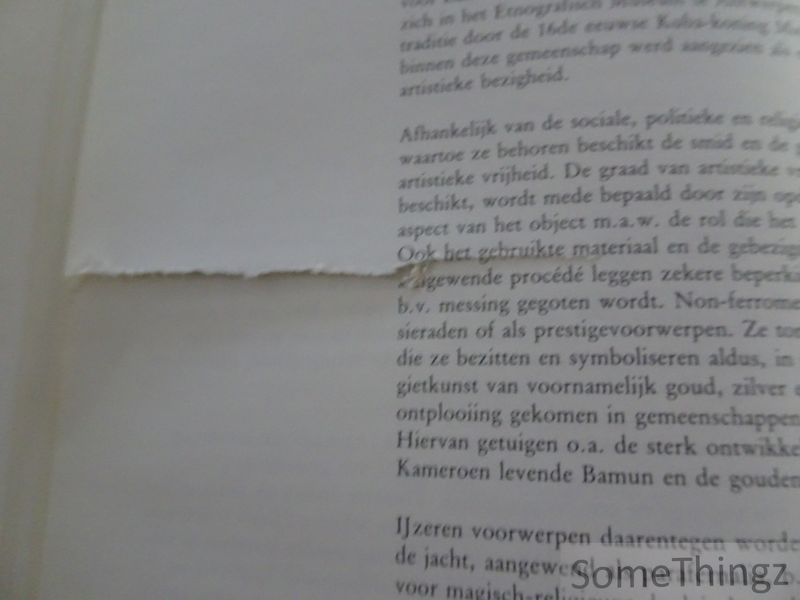 zich in het Etnografisch Museum te Antwerpen
traditie door de 16de eeuwse Kuba-koning
binnen deze gemeenschap werd aangezien als
artistieke bezigheid.
Afhankelijk van de sociale, politieke en
waartoe ze behoren beschikt de smid en de
artistieke vrijheid. De graad van artistieke
beschikt, wordt mede bepaald door zijn
aspect van het object m.a.w. de rol die het
Ook het gebruikte materiaal en de
procédé leggen zekere
b.v. messing gegoten wordt. Non-ferrome
sieraden of als prestigevoorwerpen. Ze
die ze bezitten en symboliseren aldus, in
gietkunst van voornamelijk goud, zilver
ontplooiing gekomen in gemeenschappen
Hiervan getuigen o.a. de sterk ontwikke
Kameroen levende Bamun en de gouden
IJzeren voorwerpen daarentegen worde
de jacht,
voor
SomeThingz